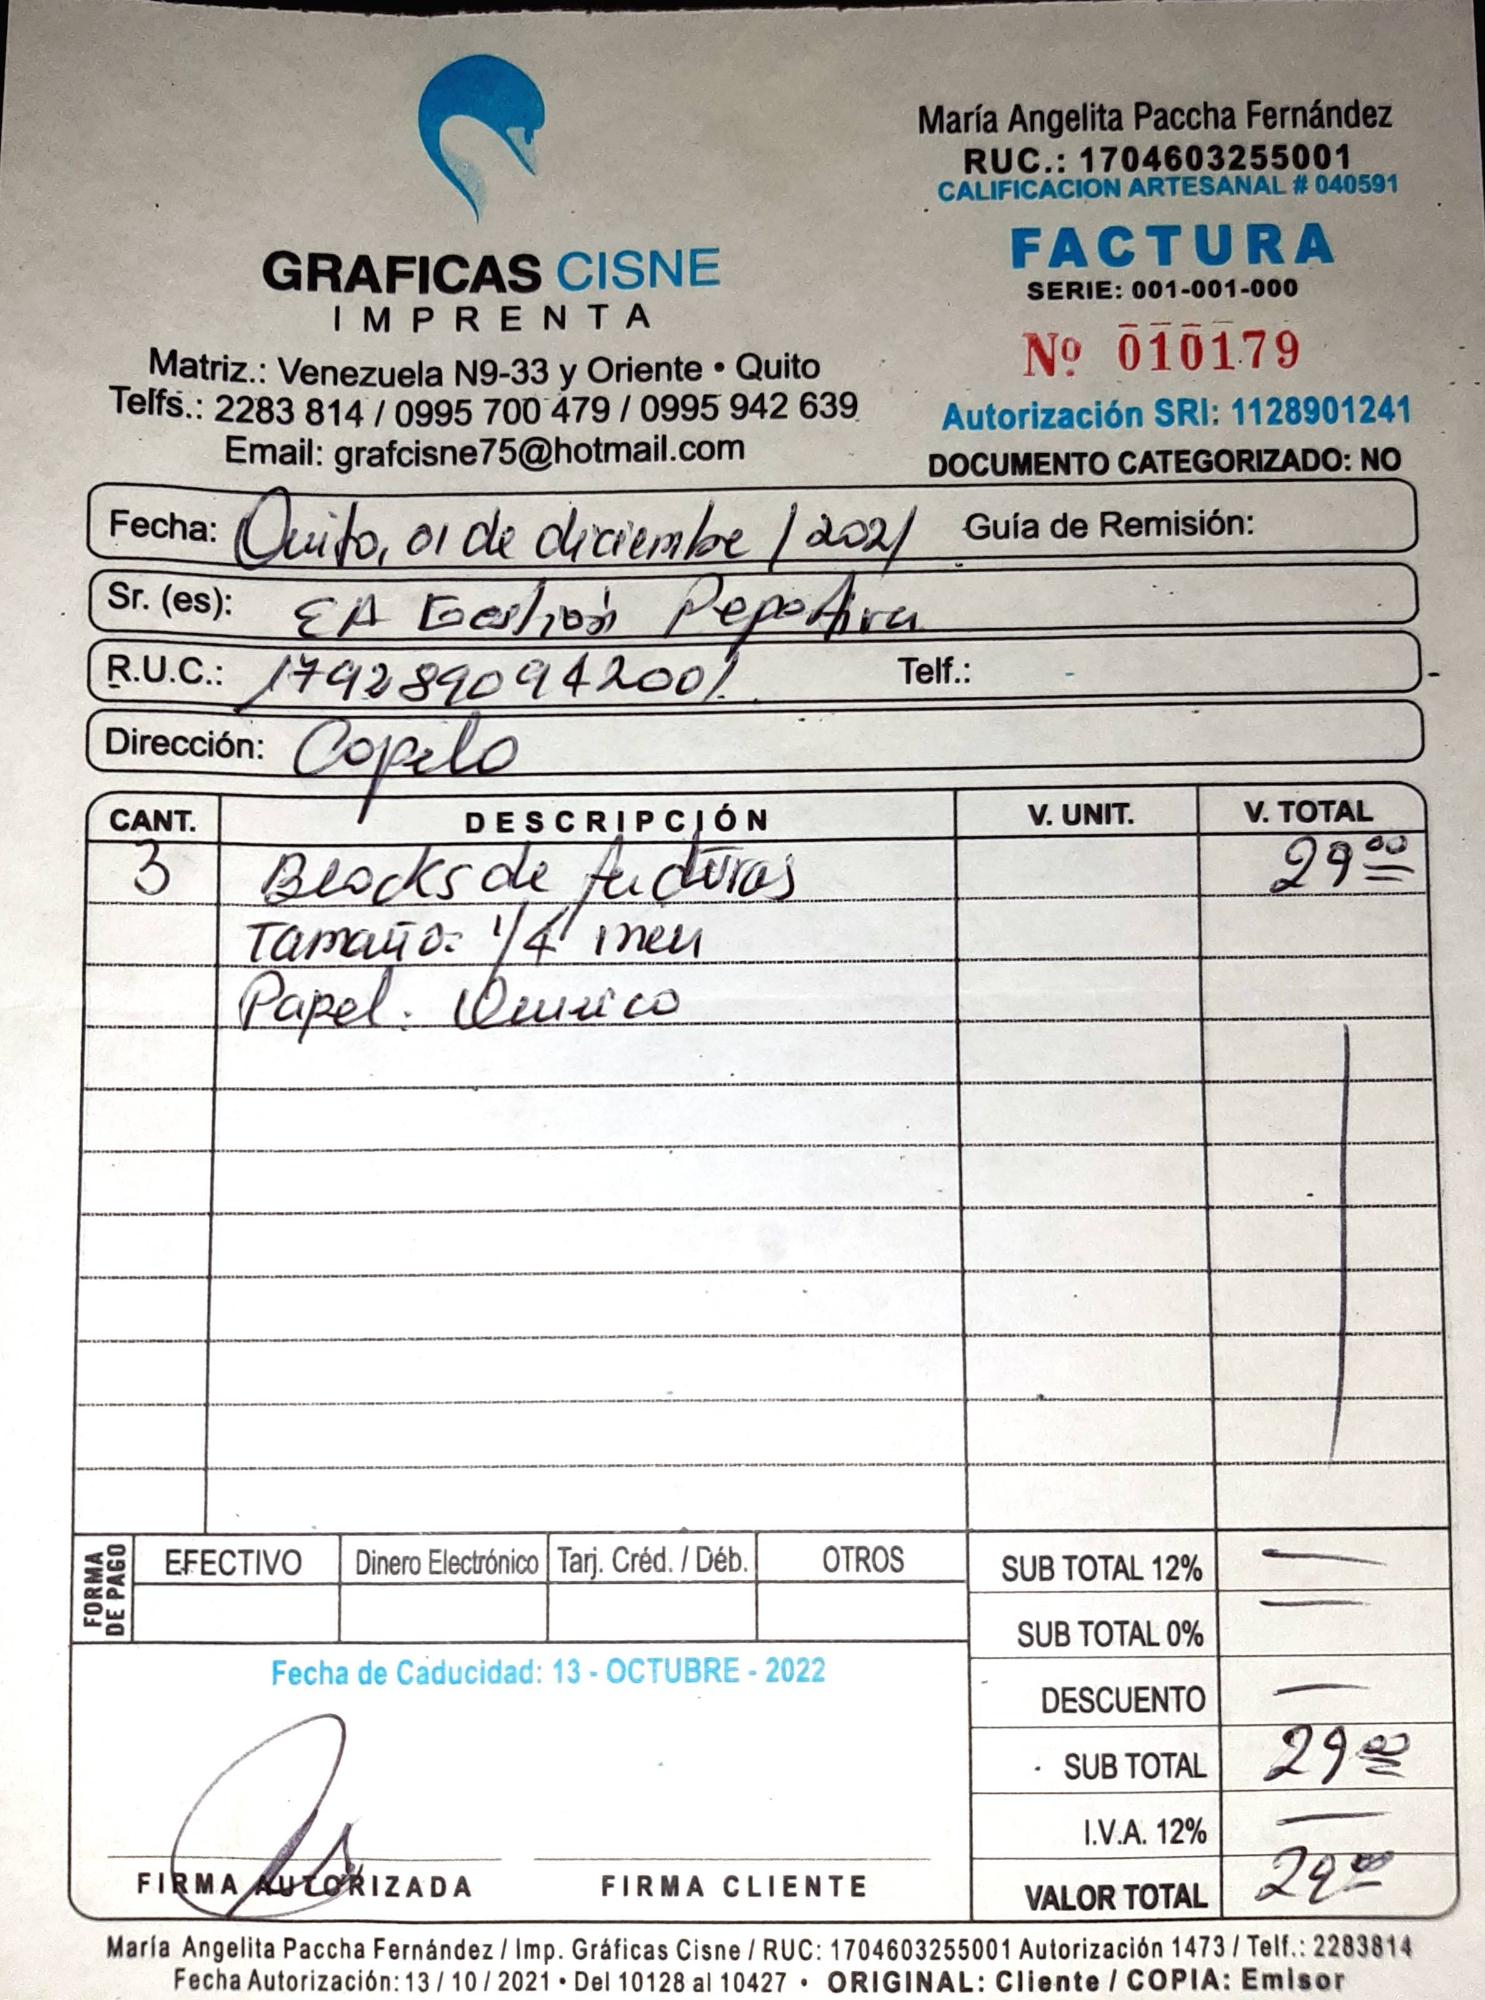 María Angelita Paccha Fernández
RUC.: 1704603255001
CALIFICACION ARTESANAL # 040591
GRAFICAS CISNE
IMPRENTA
FACTURA
SERIE: 001-001-000
Nº 010179
Matriz.: Venezuela N9-33 y Oriente • Quito
Telfs.: 2283 814 / 0995 700 479 / 0995 942 639
Email: grafcisne75@hotmail.com
Autorización SRI: 1128901241
DOCUMENTO CATEGORIZADO: NO
Fecha: Quito, 01 de diciembre / 2021 Guía de Remisión:
Sr. (es): EA Gestión Deportiva
R.U.C.: 1792890942001 Telf.:
Dirección:
CANT. DESCRIPCIÓN V. UNIT. V. TOTAL
3 Blocks de facturas 29 00
Tamaño: 1/4 inen
Papel: Quimico
FORMA DE PAGO
EFECTIVO Dinero Electrónico Tarj. Créd. / Déb. OTROS
SUB TOTAL 12% —
SUB TOTAL 0% —
Fecha de Caducidad: 13 - OCTUBRE - 2022
DESCUENTO —
SUB TOTAL 29 00
I.V.A. 12% —
VALOR TOTAL 29 00
FIRMA AUTORIZADA FIRMA CLIENTE
María Angelita Paccha Fernández / Imp. Gráficas Cisne / RUC: 1704603255001 Autorización 1473 / Telf.: 2283814
Fecha Autorización: 13 / 10 / 2021 • Del 10128 al 10427 • ORIGINAL: Cliente / COPIA: Emisor